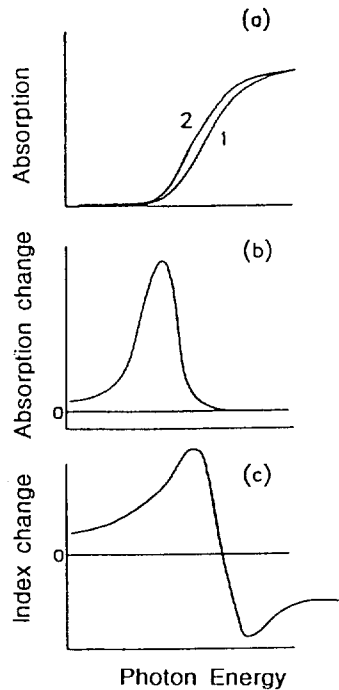 (a)
Absorption
2
1
(b)
Absorption change
0
(c)
Index change
0
Photon Energy